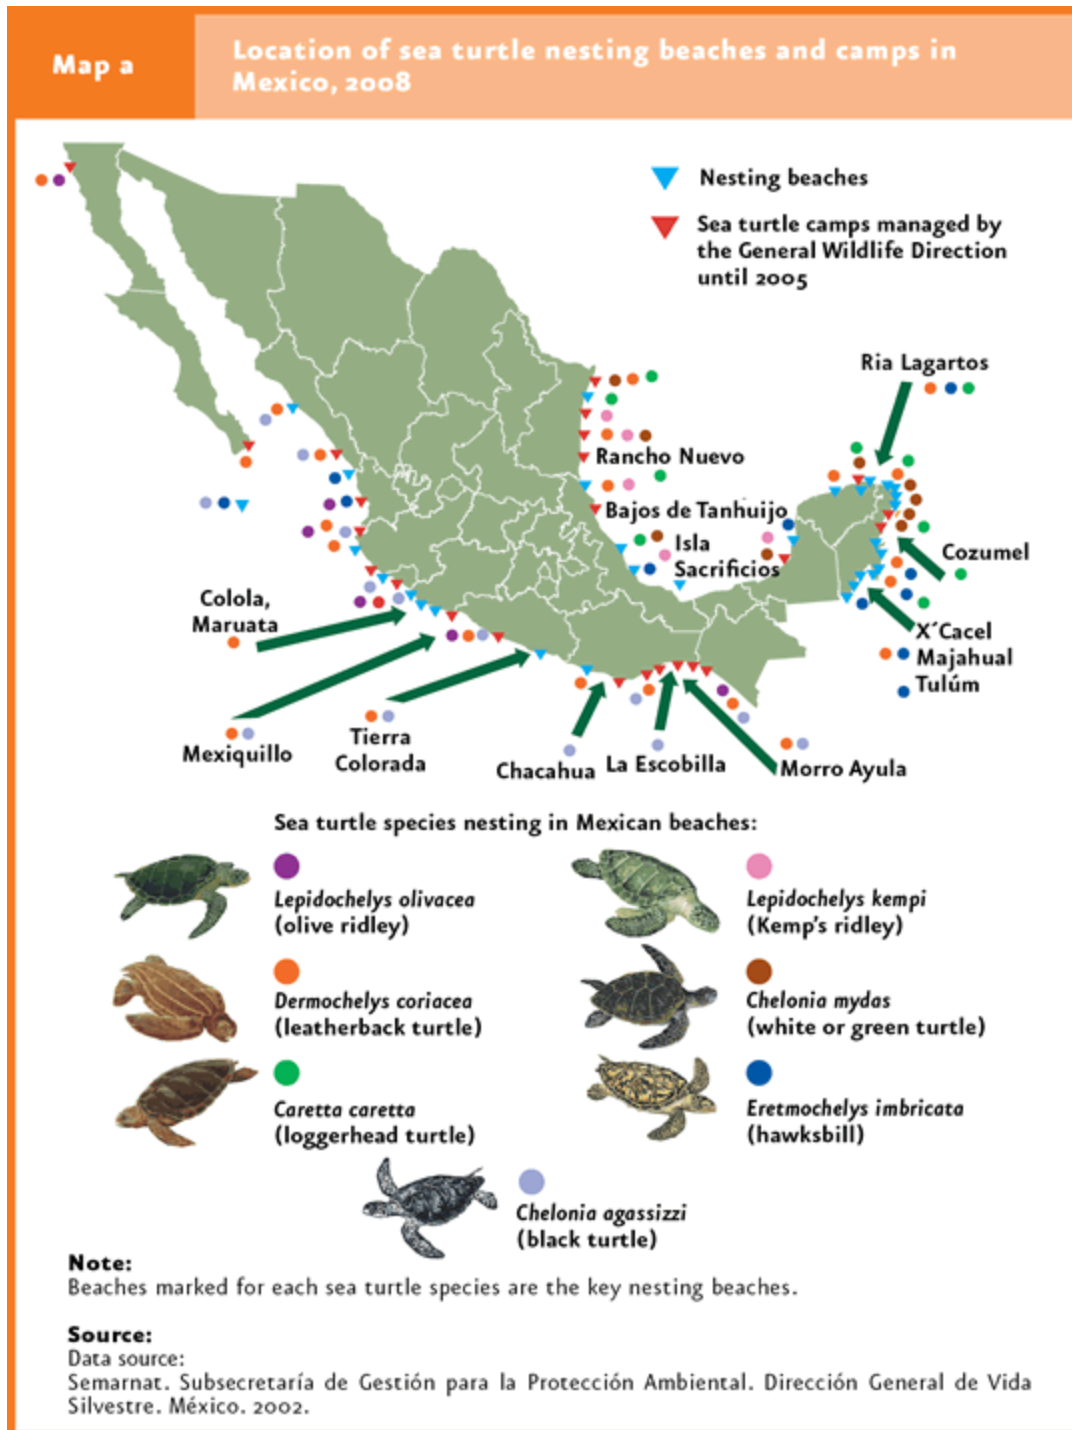 Map a
Location of sea turtle nesting beaches and camps in
Mexico, 2008
Nesting beaches
Sea turtle camps managed by
the General Wildlife Direction
until 2005
Ria Lagartos
Rancho Nuevo
Bajos de Tanhuijo
Isla
Sacrificios
Cozumel
Colola,
Maruata
X´Cacel
Majahual
Tulúm
Mexiquillo
Tierra
Colorada
Chacahua
La Escobilla
Morro Ayula
Sea turtle species nesting in Mexican beaches:
Lepidochelys olivacea
(olive ridley)
Lepidochelys kempi
(Kemp's ridley)
Dermochelys coriacea
(leatherback turtle)
Chelonia mydas
(white or green turtle)
Caretta caretta
(loggerhead turtle)
Eretmochelys imbricata
(hawksbill)
Chelonia agassizzi
(black turtle)
Note:
Beaches marked for each sea turtle species are the key nesting beaches.
Source:
Data source:
Semarnat. Subsecretaría de Gestión para la Protección Ambiental. Dirección General de Vida
Silvestre. México. 2002.